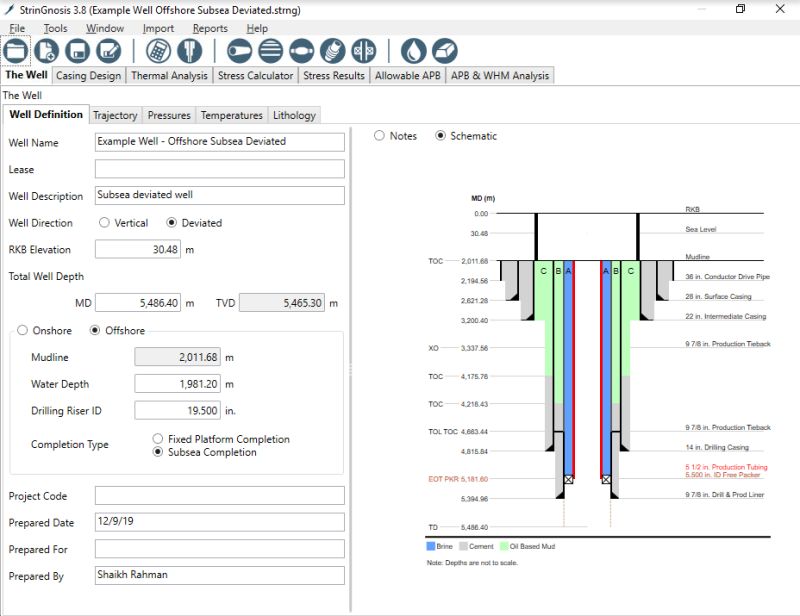 StrinGnosis 3.8 (Example Well Offshore Subsea Deviated.strng)
File Tools Window Import Reports Help
The Well Casing Design Thermal Analysis Stress Calculator Stress Results Allowable APB APB & WHM Analysis
The Well
Well Definition Trajectory Pressures Temperatures Lithology
Well Name Example Well - Offshore Subsea Deviated
Lease
Well Description Subsea deviated well
Well Direction Vertical Deviated
RKB Elevation 30.48 m
Total Well Depth
MD 5,486.40 m TVD 5,465.30 m
Onshore Offshore
Mudline 2,011.68 m
Water Depth 1,981.20 m
Drilling Riser ID 19.500 in.
Completion Type Fixed Platform Completion
Subsea Completion
Project Code
Prepared Date 12/9/19
Prepared For
Prepared By Shaikh Rahman
Notes Schematic
MD (m)
0.00 RKB
30.48 Sea Level
TOC 2,011.68 Mudline
C B A A B C
2,194.56 36 in. Conductor Drive Pipe
2,621.28 28 in. Surface Casing
3,200.40 22 in. Intermediate Casing
XO 3,337.56 9 7/8 in. Production Tieback
TOC 4,175.76
TOC 4,218.43
TOL TOC 4,663.44 9 7/8 in. Production Tieback
4,815.84 14 in. Drilling Casing
5 1/2 in. Production Tubing
EOT PKR 5,181.60 5.500 in. ID Free Packer
5,394.96 9 7/8 in. Drill & Prod Liner
TD 5,486.40
Brine Cement Oil Based Mud
Note: Depths are not to scale.